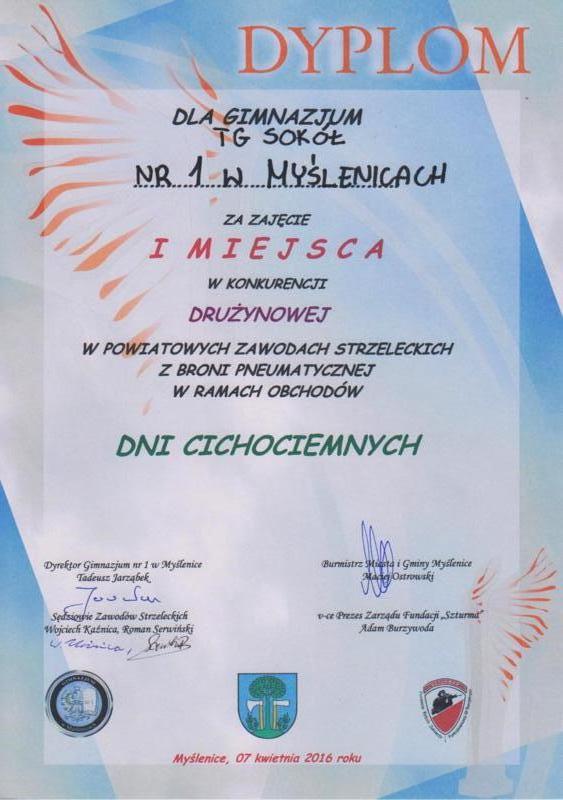 DYPLOM
DLA GIMNAZJUM
TG SOKÓŁ
NR 1 W MYŚLENICACH
ZA ZAJĘCIE
I MIEJSCA
W KONKURENCJI
DRUŻYNOWEJ
W POWIATOWYCH ZAWODACH STRZELECKICH
Z BRONI PNEUMATYCZNEJ
W RAMACH OBCHODÓW
DNI CICHOCIEMNYCH
Dyrektor Gimnazjum nr 1 w Myślenice
Tadeusz Jarząbek
Sędziowie Zawodów Strzeleckich
Wojciech Kaźnica, Roman Serwiński
Burmistrz Miasta i Gminy Myślenice
Maciej Ostrowski
v-ce Prezes Zarządu Fundacji „Szturma"
Adam Burzywoda
GIMNAZJUM
Myślenice, 07 kwietnia 2016 roku